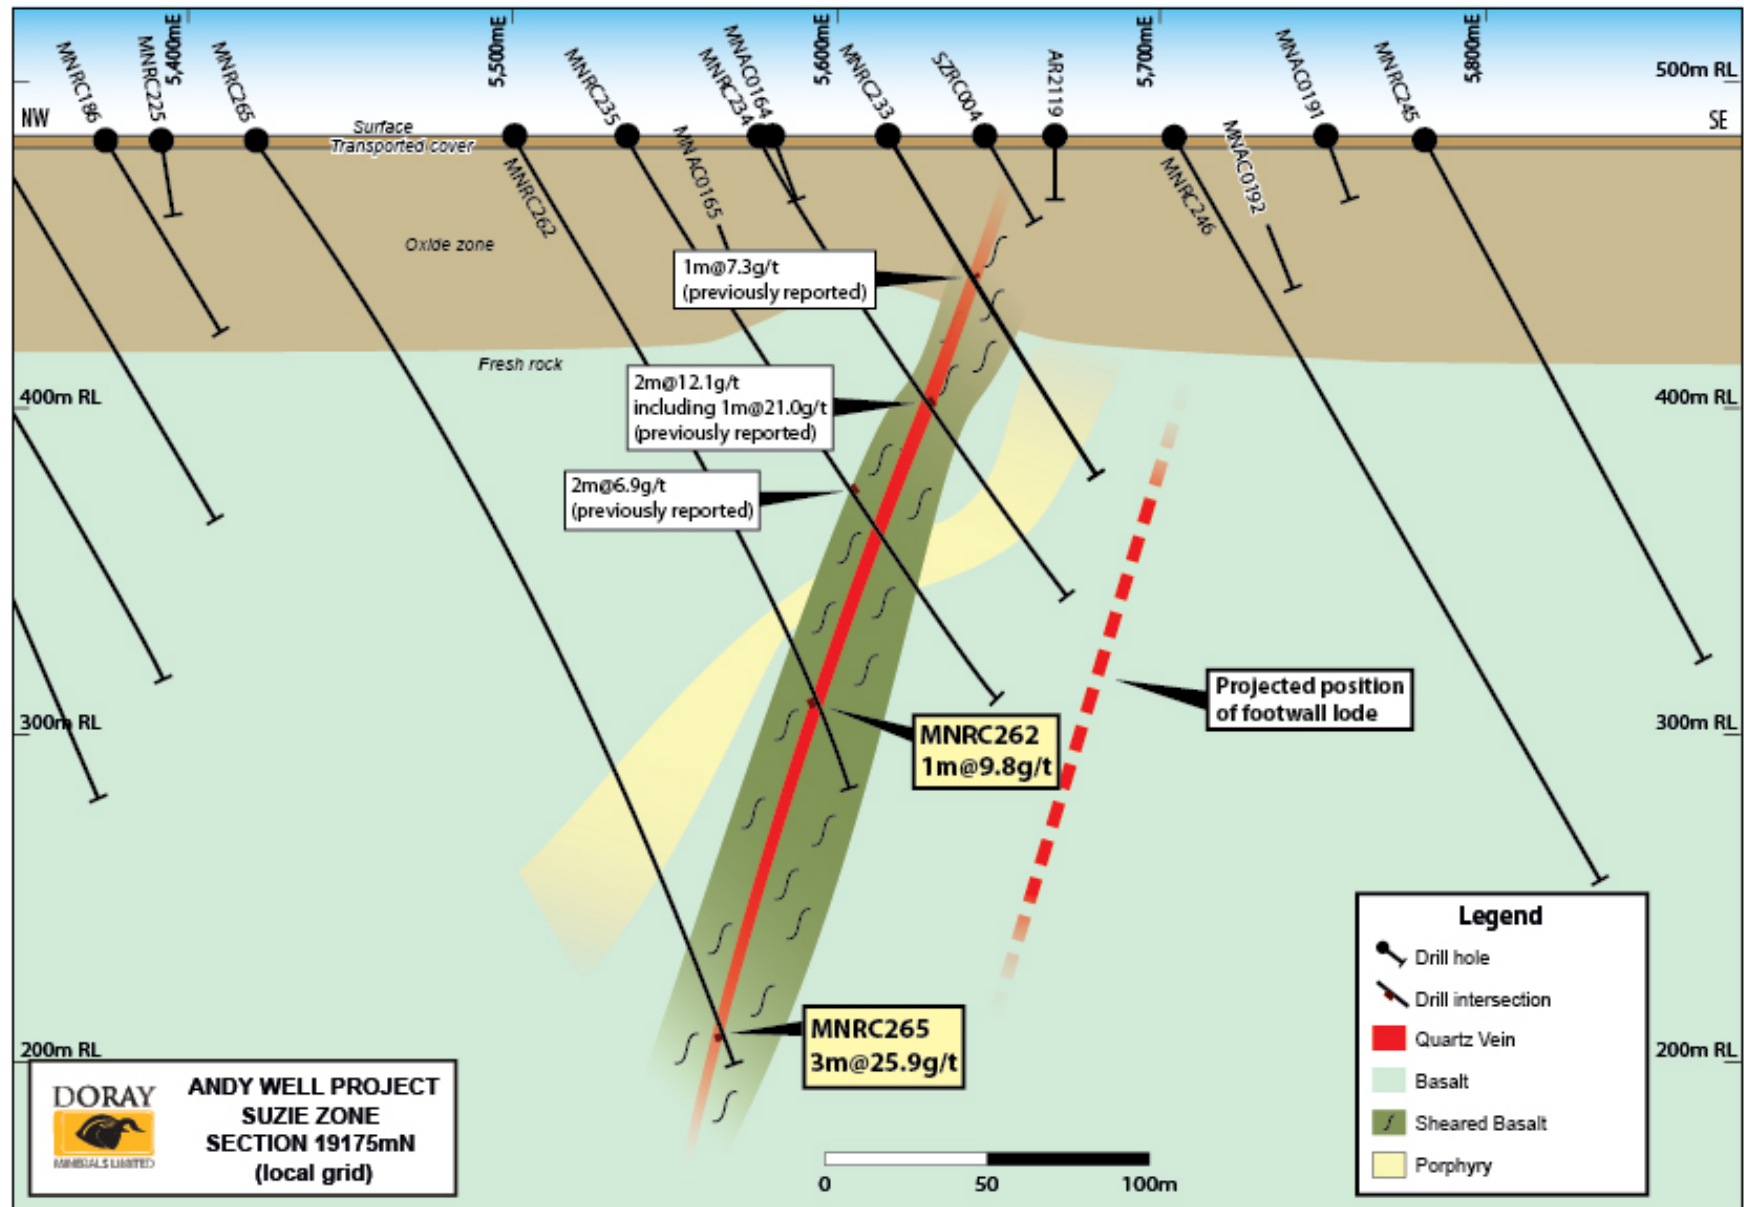 5,400mE
5,500mE
5,600mE
5,700mE
5,800mE
500m RL
500m RL
NW
SE
MNRC186
MNRC225
MNRC265
MNRC262
MNRC235
MNAC0165
MNRC234
MNAC0164
MNRC233
SZRC004
AR2119
MNRC246
MNAC0192
MNAC0191
MNRC245
Surface
Transported cover
Oxide zone
Fresh rock
1m@7.3g/t
(previously reported)
2m@12.1g/t
including 1m@21.0g/t
(previously reported)
2m@6.9g/t
(previously reported)
400m RL
400m RL
Projected position
of footwall lode
300m RL
300m RL
MNRC262
1m@9.8g/t
MNRC265
3m@25.9g/t
200m RL
200m RL
Legend
Drill hole
Drill intersection
Quartz Vein
Basalt
Sheared Basalt
Porphyry
DORAY
MINERALS LIMITED
ANDY WELL PROJECT
SUZIE ZONE
SECTION 19175mN
(local grid)
0 50 100m